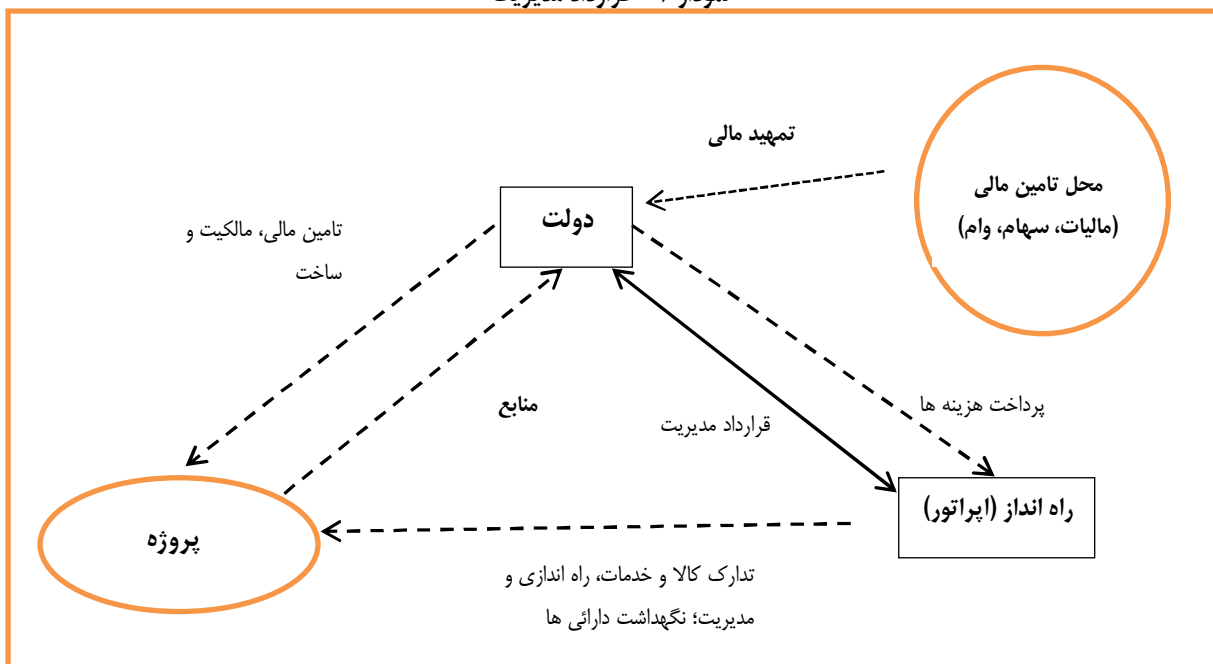 تمهید مالی
محل تامین مالی
(مالیات، سهام، وام)
دولت
تامین مالی، مالکیت و
ساخت
منابع
قرارداد مدیریت
پرداخت هزینه ها
راه انداز (اپراتور)
پروژه
تدارک کالا و خدمات، راه اندازی و
مدیریت؛ نگهداشت دارائی ها